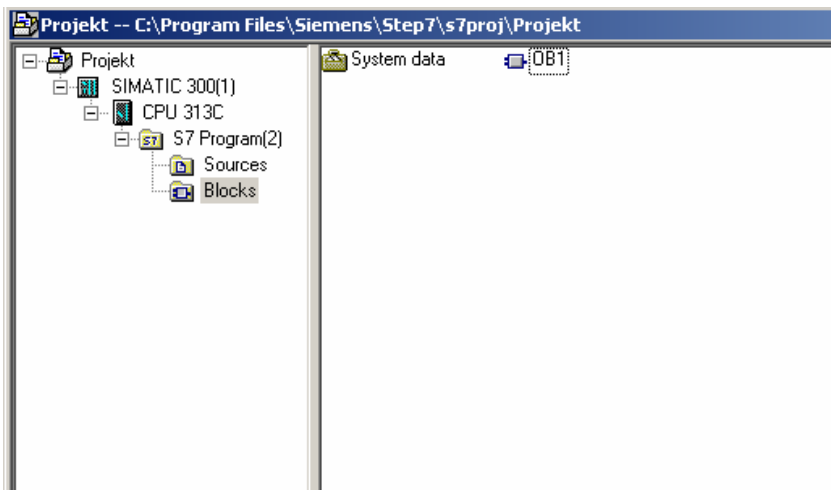 Projekt -- C:\Program Files\Siemens\Step7\s7proj\Projekt
Projekt
SIMATIC 300(1)
CPU 313C
S7 Program(2)
Sources
Blocks
System data
OB1